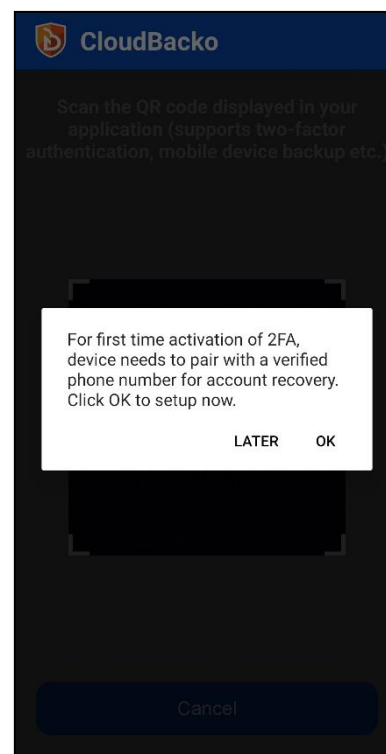 CloudBacko
Scan the QR code displayed in your
application (supports two-factor
authentication, mobile device backup etc.)
For first time activation of 2FA,
device needs to pair with a verified
phone number for account recovery.
Click OK to setup now.
LATER OK
Cancel